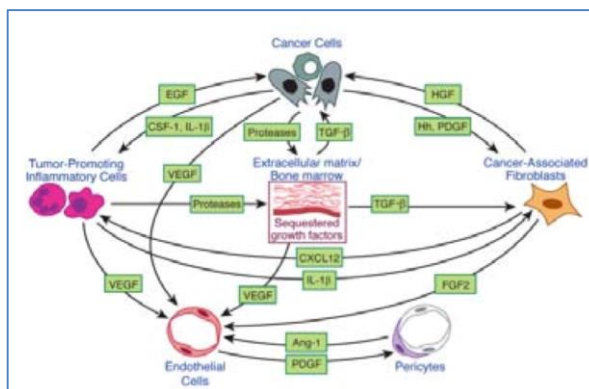 Cancer Cells
EGF
HGF
CSF-1, IL-1β
Proteases
TGF-β
Hh, PDGF
Tumor-Promoting
Inflammatory Cells
VEGF
Extracellular matrix/
Bone marrow
Cancer-Associated
Fibroblasts
Proteases
Sequestered
growth factors
TGF-β
CXCL12
IL-1β
VEGF
VEGF
FGF2
Ang-1
PDGF
Endothelial
Cells
Pericytes